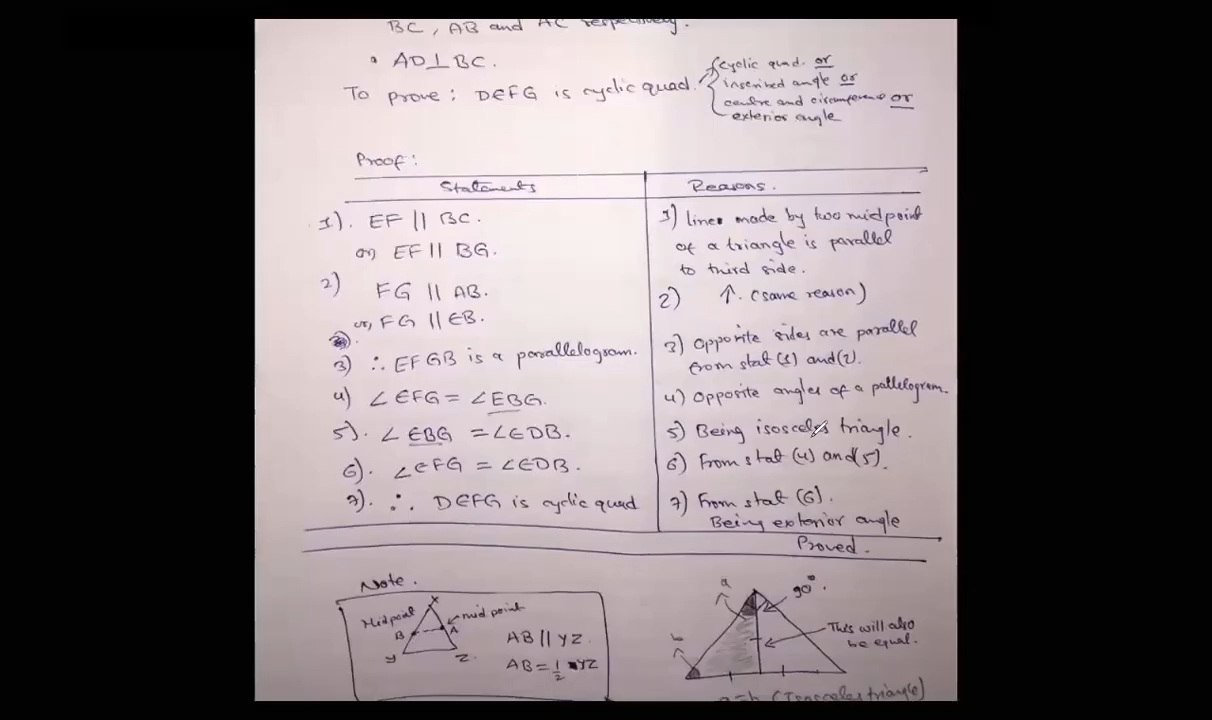 BC, AB and AC respectively.
• AD⊥BC.
To prove: DEFG is cyclic quad.
cyclic quad. or
inscribed angle or
centre and circumference or
exterior angle
Proof:
Statements Reasons.
1). EF || BC. 1) lines made by two midpoint
or) EF || BG. of a triangle is parallel
to third side.
2) FG || AB. 2) ↑. (same reason)
or, FG || EB.
3) ∴ EFGB is a parallelogram. 3) Opposite sides are parallel
from stat (1) and (2).
4) ∠EFG = ∠EBG. 4) Opposite angles of a pallelogram.
5). ∠EBG = ∠EDB. 5) Being isosceles triangle.
6). ∠EFG = ∠EDB. 6) From stat (4) and (5).
7). ∴ DEFG is cyclic quad 7) From stat (6).
Being exterior angle
Proved.
Note.
X
Midpoint
mid point
B A
Y Z
AB || YZ.
AB = 1/2 YZ
a
90°.
This will also
be equal.
b
a=b (Isosceles triangle)